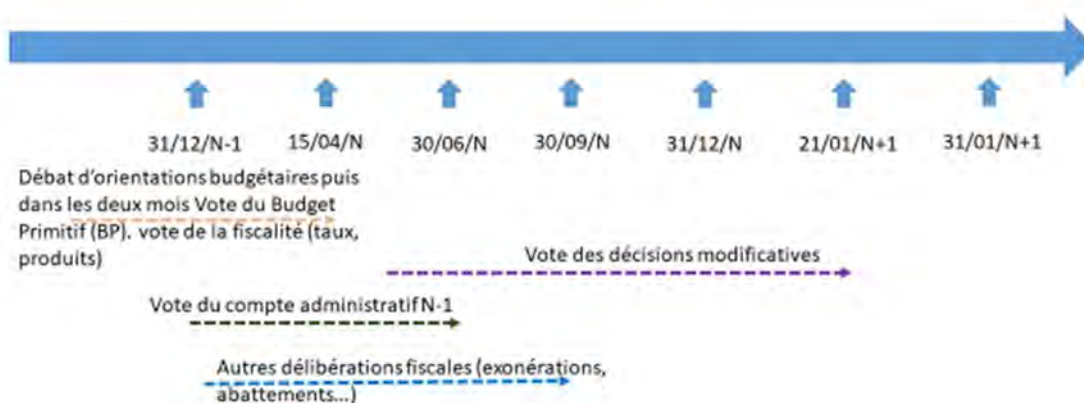 31/12/N-1 15/04/N 30/06/N 30/09/N 31/12/N 21/01/N+1 31/01/N+1
Débat d'orientations budgétaires puis
dans les deux mois Vote du Budget
Primitif (BP). vote de la fiscalité (taux,
produits)
Vote des décisions modificatives
Vote du compte administratif N-1
Autres délibérations fiscales (exonérations,
abattements...)